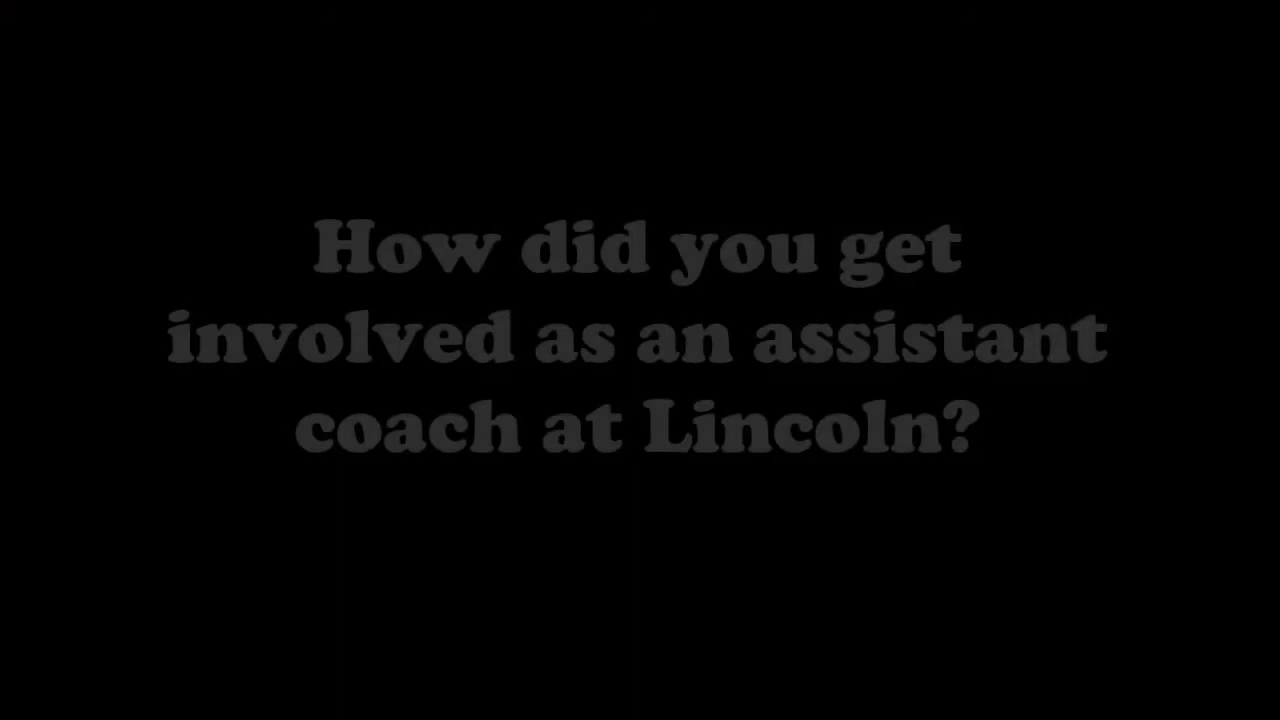 How did you get
involved as an assistant
coach at Lincoln?